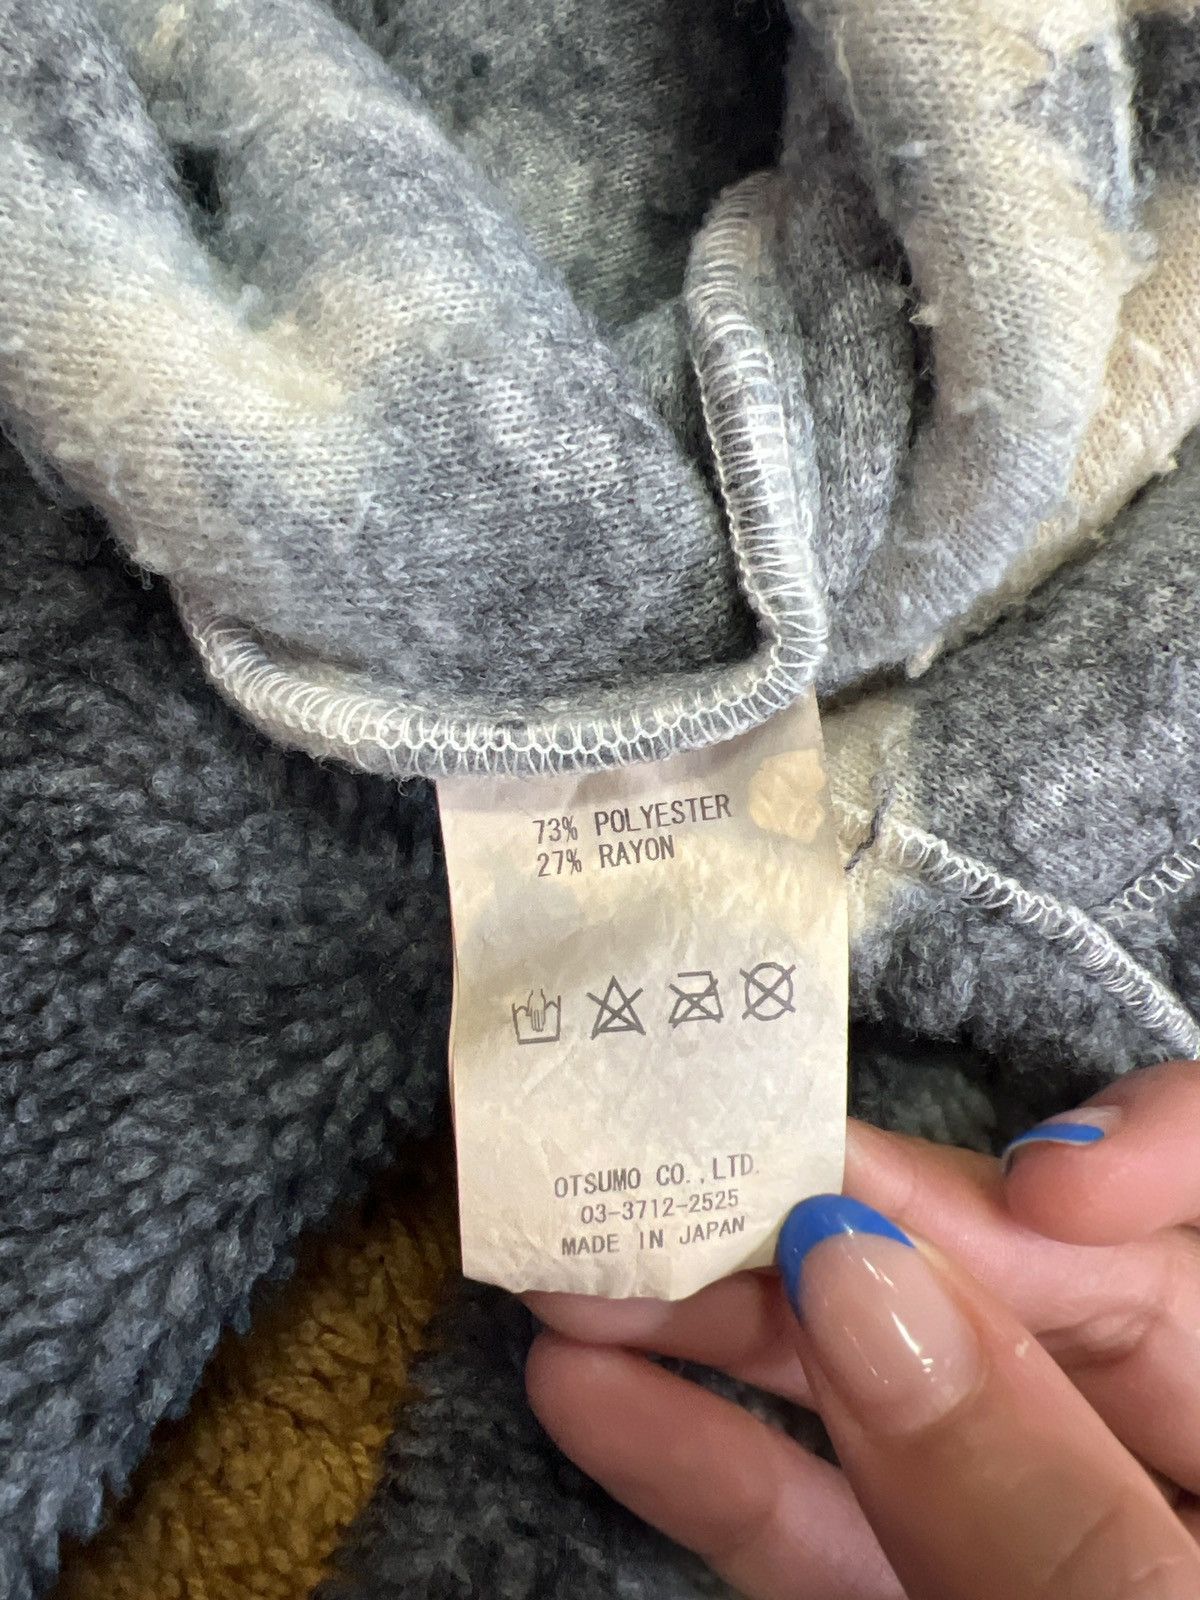 73% POLYESTER
27% RAYON
OTSUMO CO.,LTD.
03-3712-2525
MADE IN JAPAN